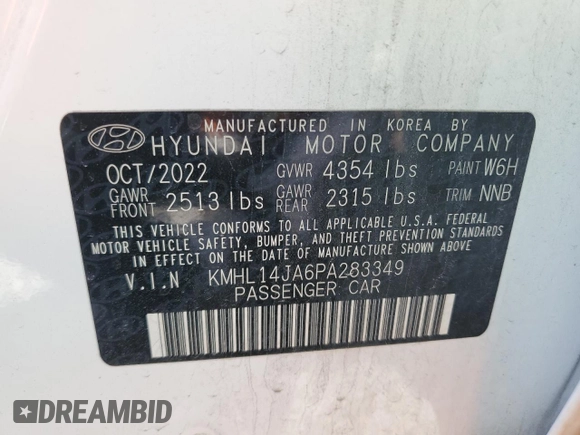 MANUFACTURED IN KOREA BY
HYUNDAI MOTOR COMPANY
OCT/2022 GVWR 4354 lbs PAINT W6H
GAWR FRONT 2513 lbs GAWR REAR 2315 lbs TRIM NNB
THIS VEHICLE CONFORMS TO ALL APPLICABLE U.S.A. FEDERAL
MOTOR VEHICLE SAFETY, BUMPER, AND THEFT PREVENTION STANDARDS
IN EFFECT ON THE DATE OF MANUFACTURE SHOWN ABOVE.
V.I.N KMHL14JA6PA283349
PASSENGER CAR
DREAMBID